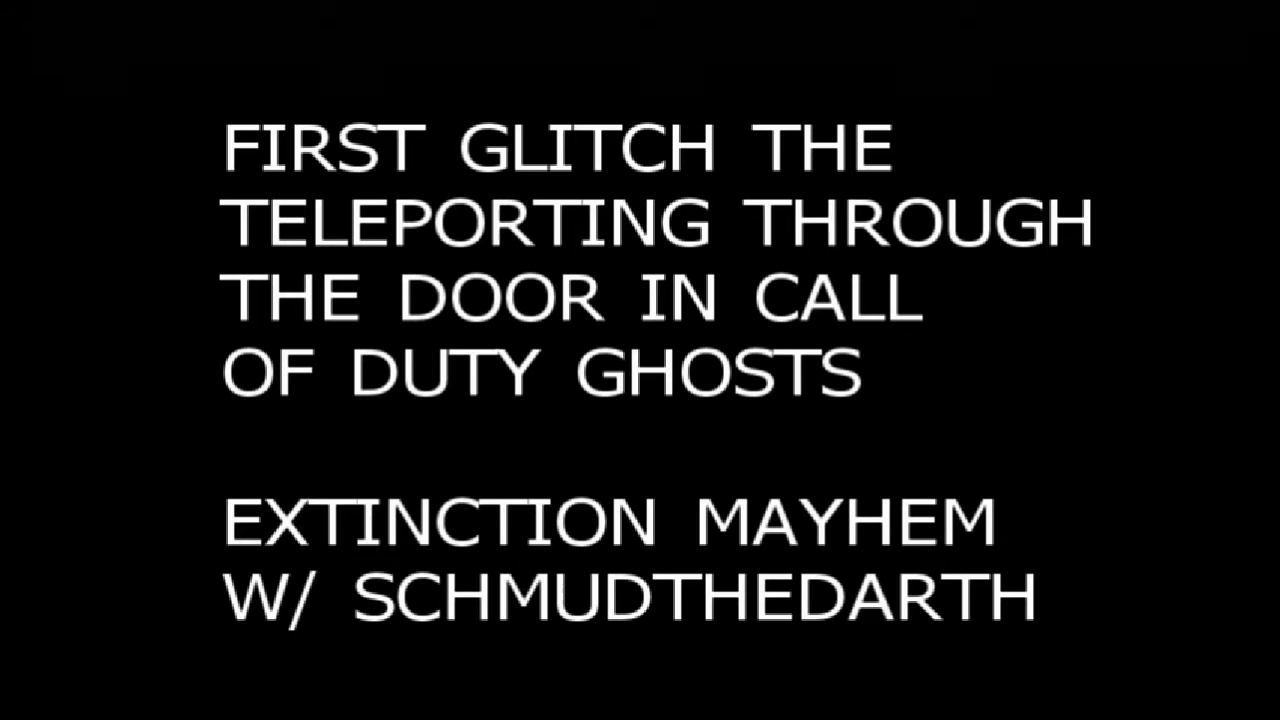 FIRST GLITCH THE
TELEPORTING THROUGH
THE DOOR IN CALL
OF DUTY GHOSTS
EXTINCTION MAYHEM
W/ SCHMUDTHEDARTH